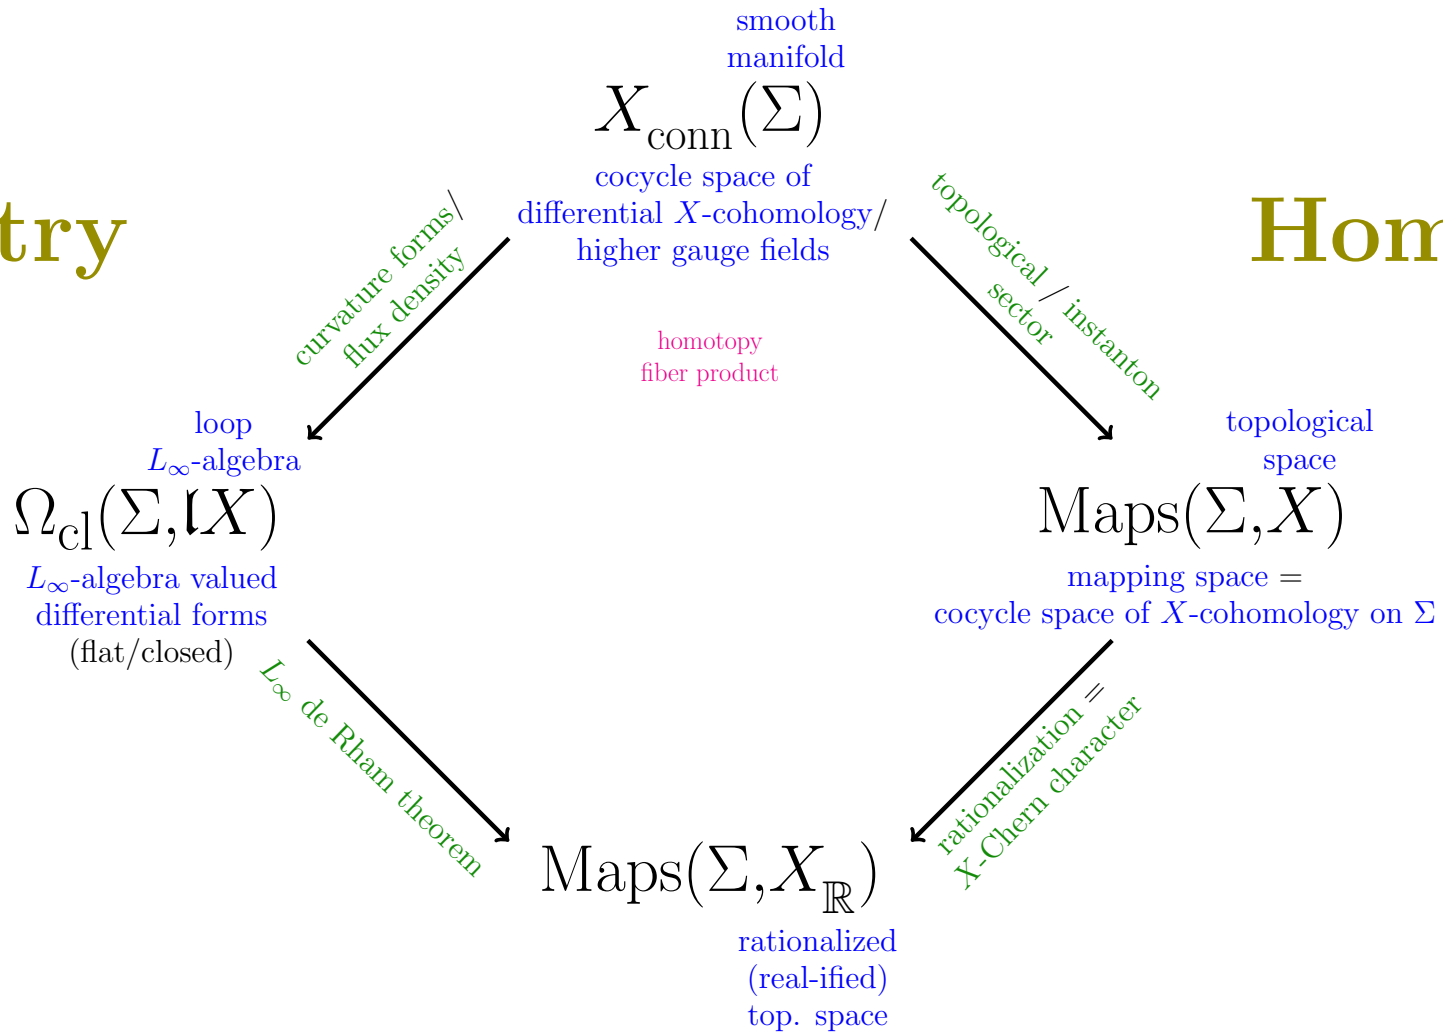 smooth
manifold
X_conn(Σ)
cocycle space of
differential X-cohomology/
higher gauge fields
try
Hom
curvature forms/
flux density
topological / instanton
sector
homotopy
fiber product
loop
L∞-algebra
Ω_cl(Σ,𝔩X)
L∞-algebra valued
differential forms
(flat/closed)
topological
space
Maps(Σ,X)
mapping space =
cocycle space of X-cohomology on Σ
L∞ de Rham theorem
rationalization =
X-Chern character
Maps(Σ,X_ℝ)
rationalized
(real-ified)
top. space